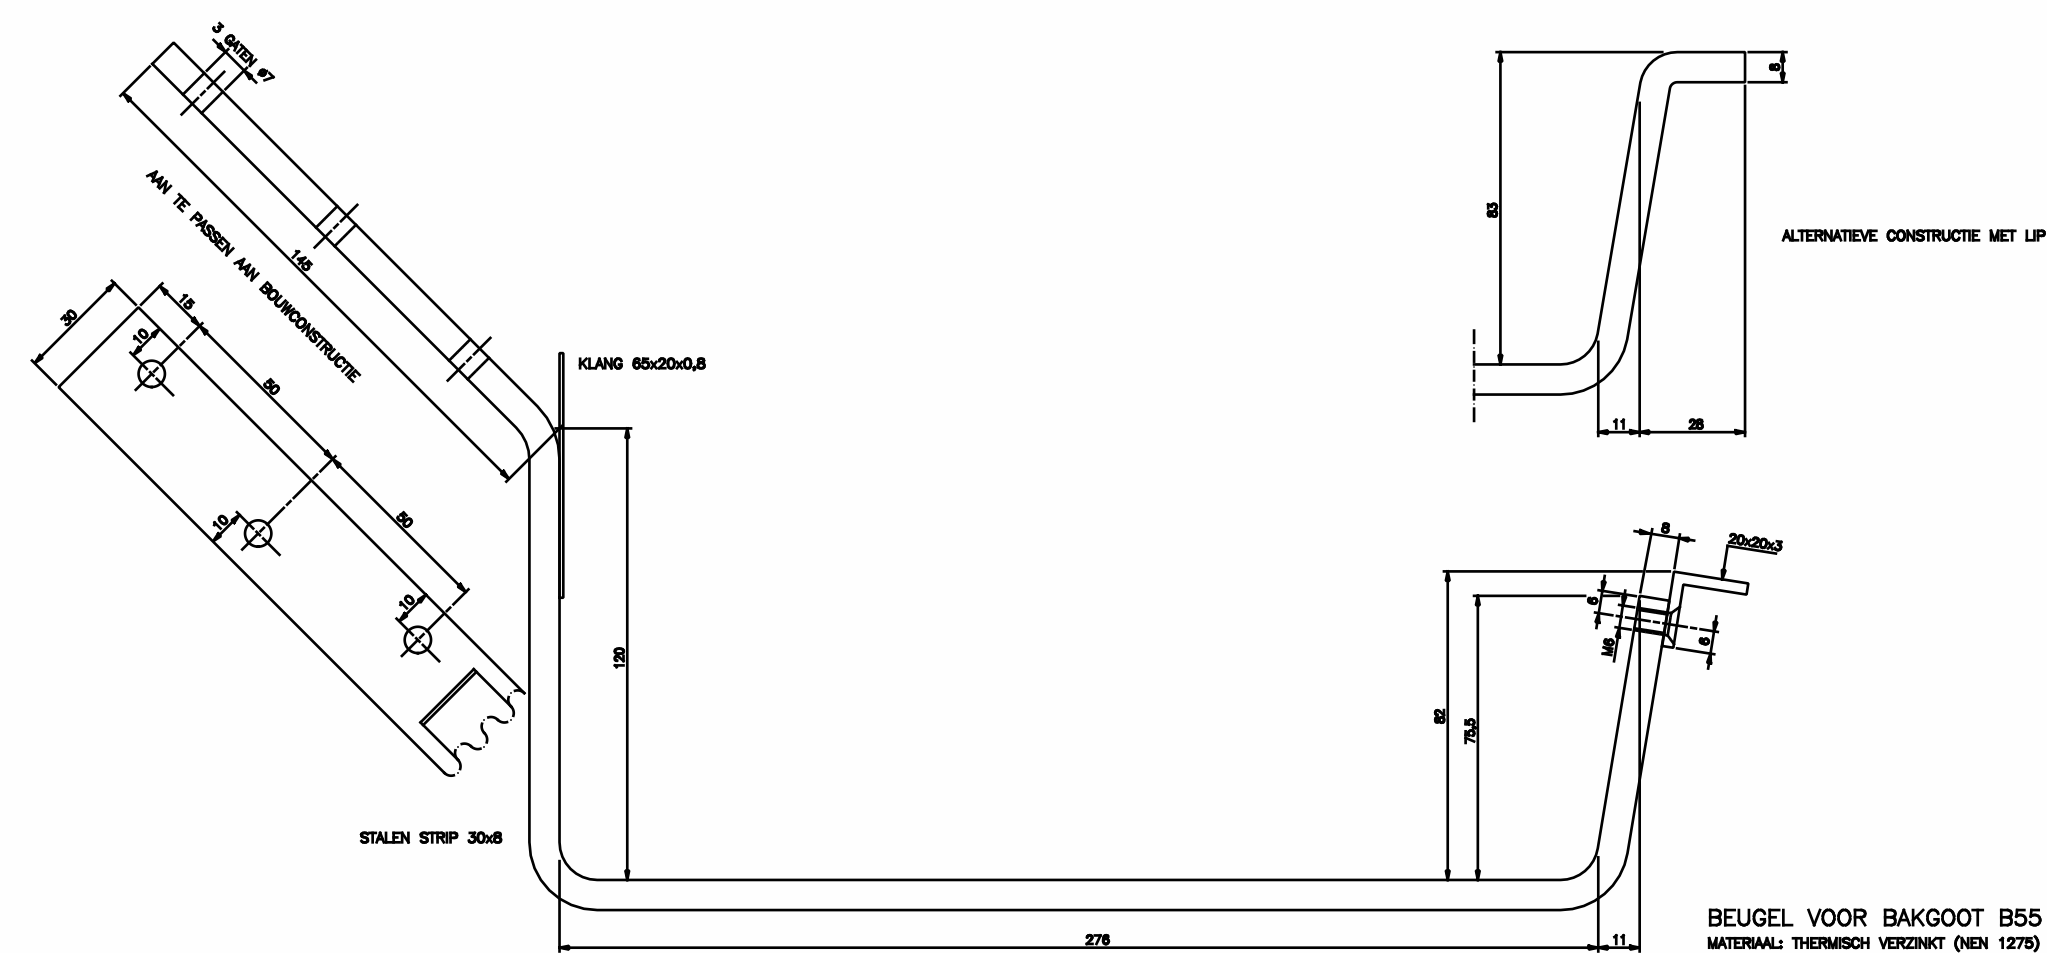 3 GATEN ø7
AAN TE PASSEN AAN BOUWCONSTRUCTIE
145
30
15
10
50
10
50
10
KLANG 65x20x0,8
120
STALEN STRIP 30x8
276
11
83
8
ALTERNATIEVE CONSTRUCTIE MET LIP
11
26
8
20x20x3
6
M6
6
82
75,5
BEUGEL VOOR BAKGOOT B55
MATERIAAL: THERMISCH VERZINKT (NEN 1275)